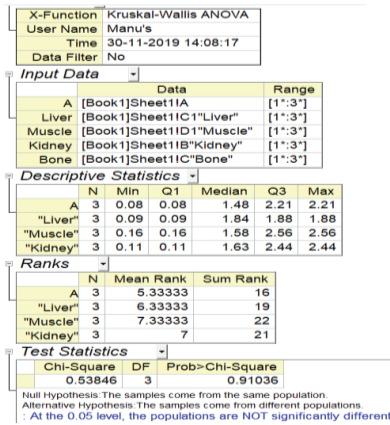 X-Function Kruskal-Wallis ANOVA
User Name Manu's
Time 30-11-2019 14:08:17
Data Filter No
Input Data
Data Range
A [Book1]Sheet1!A [1*:3*]
Liver [Book1]Sheet1!C1"Liver" [1*:3*]
Muscle [Book1]Sheet1!D1"Muscle" [1*:3*]
Kidney [Book1]Sheet1!B"Kidney" [1*:3*]
Bone [Book1]Sheet1!C"Bone" [1*:3*]
Descriptive Statistics
N Min Q1 Median Q3 Max
A 3 0.08 0.08 1.48 2.21 2.21
"Liver" 3 0.09 0.09 1.84 1.88 1.88
"Muscle" 3 0.16 0.16 1.58 2.56 2.56
"Kidney" 3 0.11 0.11 1.63 2.44 2.44
Ranks
N Mean Rank Sum Rank
A 3 5.33333 16
"Liver" 3 6.33333 19
"Muscle" 3 7.33333 22
"Kidney" 3 7 21
Test Statistics
Chi-Square DF Prob>Chi-Square
0.53846 3 0.91036
Null Hypothesis:The samples come from the same population.
Alternative Hypothesis:The samples come from different populations.
: At the 0.05 level, the populations are NOT significantly different